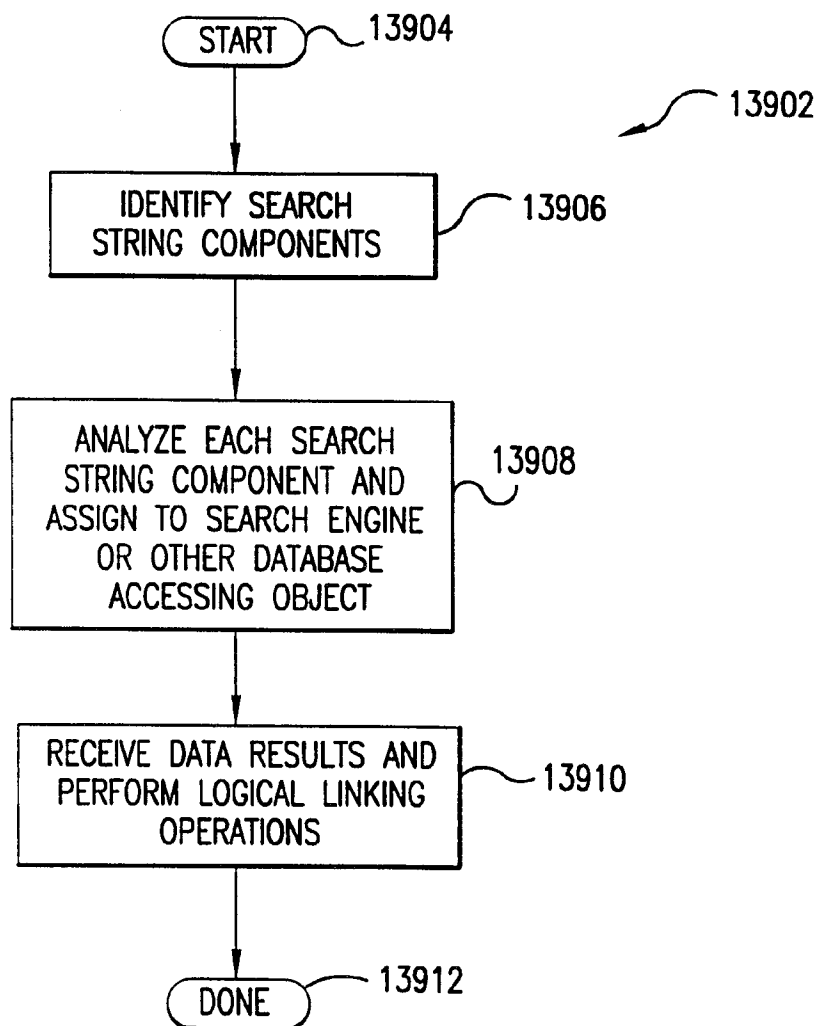 START
13904
13902
IDENTIFY SEARCH
STRING COMPONENTS
13906
ANALYZE EACH SEARCH
STRING COMPONENT AND
ASSIGN TO SEARCH ENGINE
OR OTHER DATABASE
ACCESSING OBJECT
13908
RECEIVE DATA RESULTS AND
PERFORM LOGICAL LINKING
OPERATIONS
13910
DONE
13912